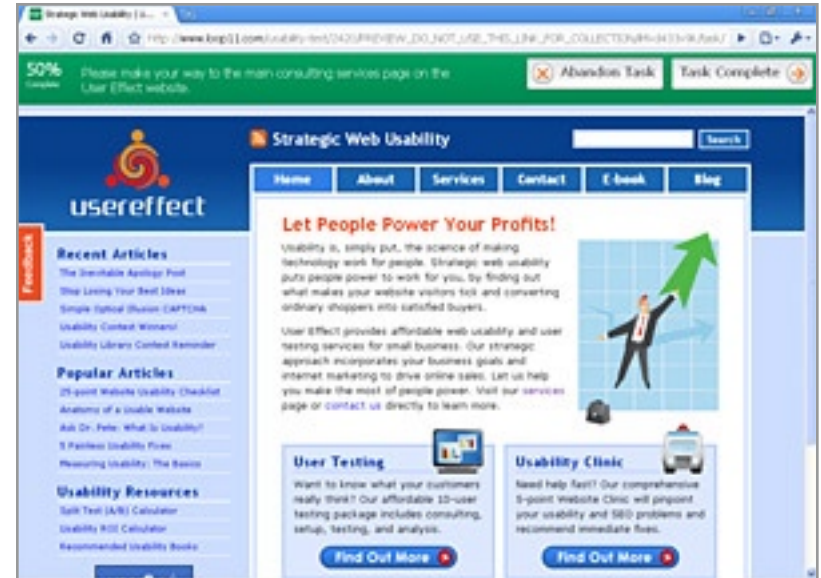 Strategic Web Usability | U...
http://www.loop11.com/usability-test/
50%
Complete
Please make your way to the main consulting services page on the
User Effect website.
Abandon Task
Task Complete
usereffect
Strategic Web Usability
Search
Home
About
Services
Contact
E-book
Blog
Feedback
Recent Articles
The Inevitable Apology Post
Stop Losing Your Best Ideas
Simple Optical Illusion CAPTCHA
Usability Contest Winners!
Usability Library Contest Reminder
Popular Articles
25-point Website Usability Checklist
Anatomy of a Usable Website
Ask Dr. Pete: What Is Usability?
5 Painless Usability Fixes
Measuring Usability: The Basics
Usability Resources
Split Test (A/B) Calculator
Usability ROI Calculator
Recommended Usability Books
Let People Power Your Profits!
Usability is, simply put, the science of making
technology work for people. Strategic web usability
puts people power to work for you, by finding out
what makes your website visitors tick and converting
ordinary shoppers into satisfied buyers.
User Effect provides affordable web usability and user
testing services for small business. Our strategic
approach incorporates your business goals and
internet marketing to drive online sales. Let us help
you make the most of people power. Visit our services
page or contact us directly to learn more.
User Testing
Want to know what your customers
really think? Our affordable 10-user
testing package includes consulting,
setup, testing, and analysis.
Find Out More
Usability Clinic
Need help fast? Our comprehensive
5-point Website Clinic will pinpoint
your usability and SEO problems and
recommend immediate fixes.
Find Out More